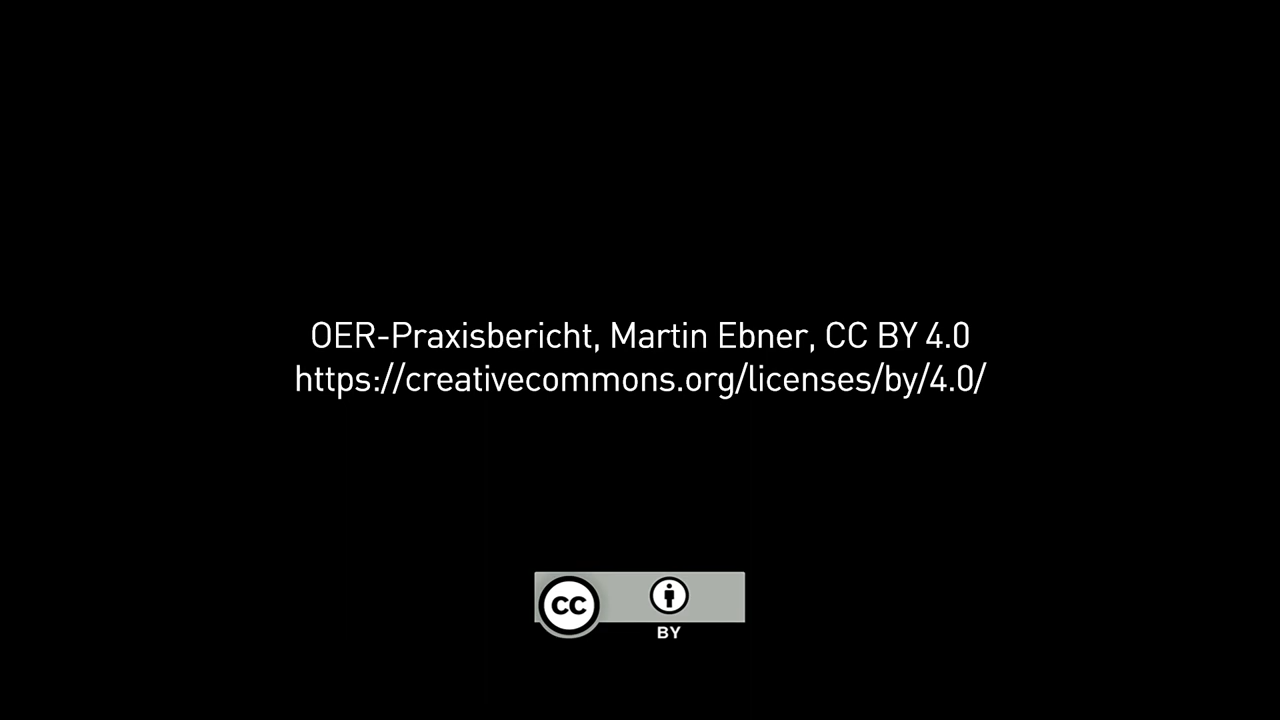 OER-Praxisbericht, Martin Ebner, CC BY 4.0
https://creativecommons.org/licenses/by/4.0/
cc
BY